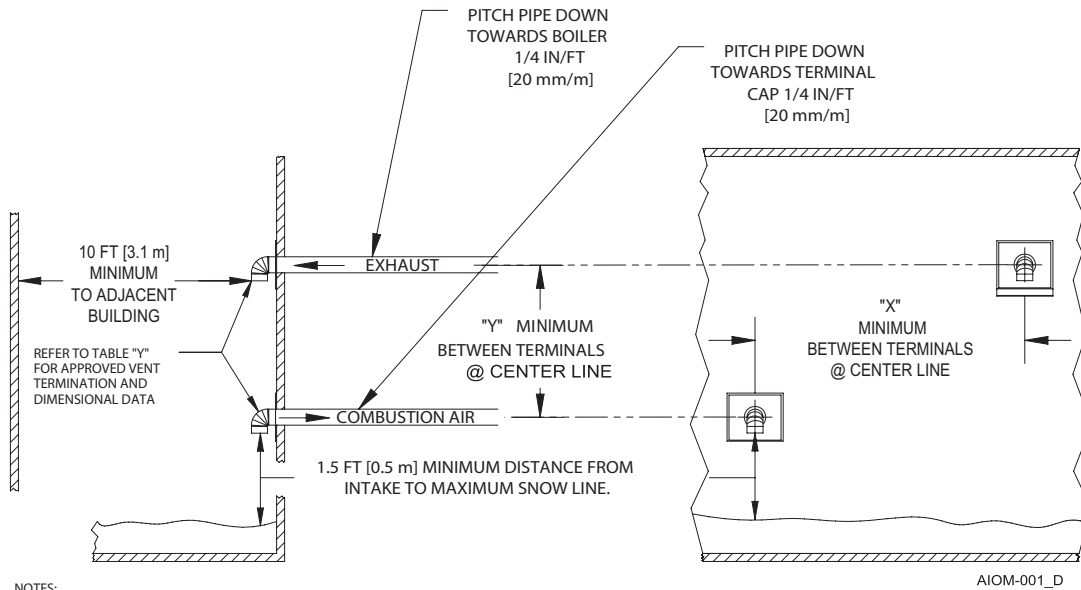 PITCH PIPE DOWN
TOWARDS BOILER
1/4 IN/FT
[20 mm/m]
PITCH PIPE DOWN
TOWARDS TERMINAL
CAP 1/4 IN/FT
[20 mm/m]
10 FT [3.1 m]
MINIMUM
TO ADJACENT
BUILDING
EXHAUST
"Y" MINIMUM
BETWEEN TERMINALS
@ CENTER LINE
"X"
MINIMUM
BETWEEN TERMINALS
@ CENTER LINE
REFER TO TABLE "Y"
FOR APPROVED VENT
TERMINATION AND
DIMENSIONAL DATA
COMBUSTION AIR
1.5 FT [0.5 m] MINIMUM DISTANCE FROM
INTAKE TO MAXIMUM SNOW LINE.
AIOM-001_D
NOTES: